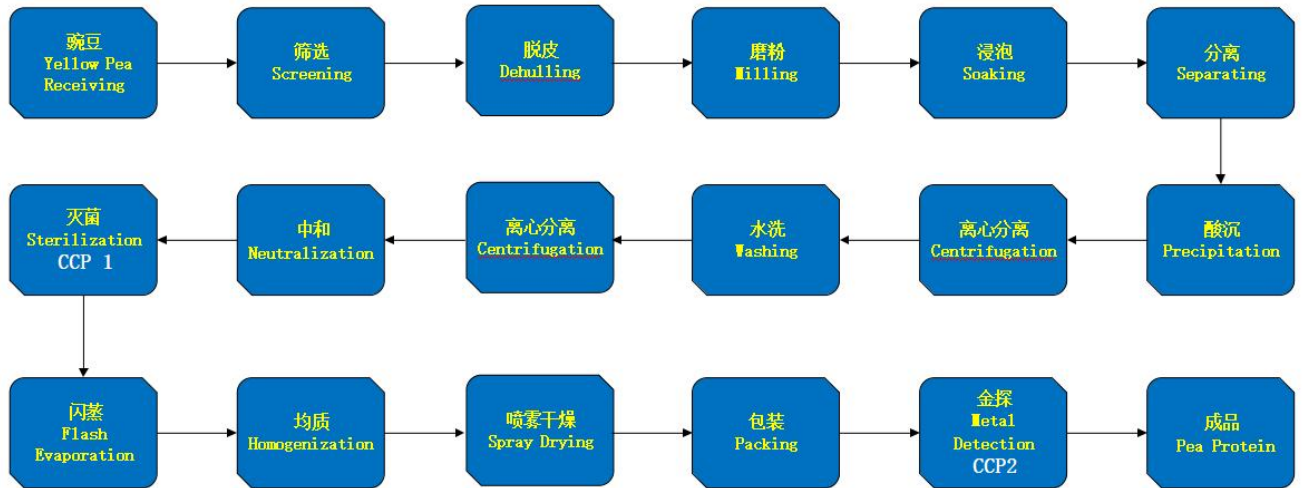 豌豆
Yellow Pea
Receiving
筛选
Screening
脱皮
Dehulling
磨粉
Milling
浸泡
Soaking
分离
Separating
酸沉
Precipitation
离心分离
Centrifugation
水洗
Washing
离心分离
Centrifugation
中和
Neutralization
灭菌
Sterilization
CCP 1
闪蒸
Flash
Evaporation
均质
Homogenization
喷雾干燥
Spray Drying
包装
Packing
金探
Metal
Detection
CCP2
成品
Pea Protein